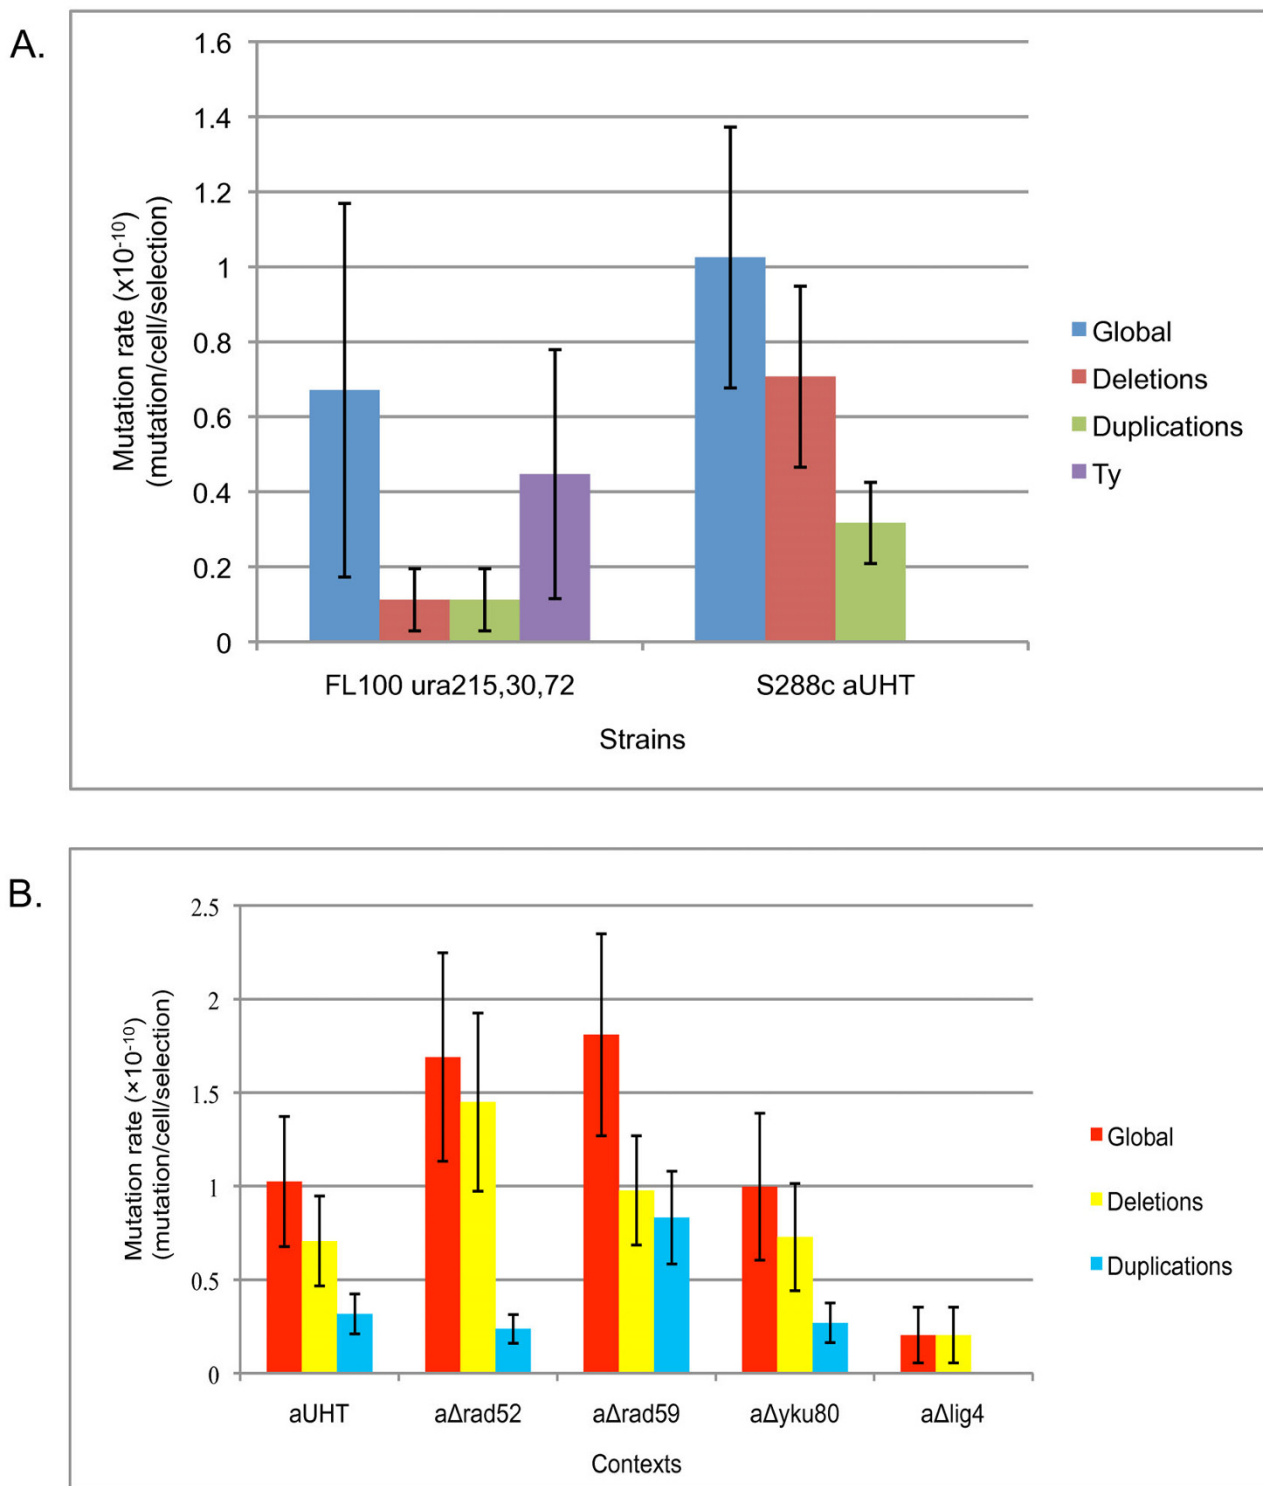 A.
1.6
1.4
1.2
1
0.8
0.6
0.4
0.2
0
Mutation rate (x10⁻¹⁰)
(mutation/cell/selection)
FL100 ura215,30,72
S288c aUHT
Strains
Global
Deletions
Duplications
Ty
B.
2.5
2
1.5
1
0.5
0
Mutation rate (×10⁻¹⁰)
(mutation/cell/selection)
aUHT
aΔrad52
aΔrad59
aΔyku80
aΔlig4
Contexts
Global
Deletions
Duplications